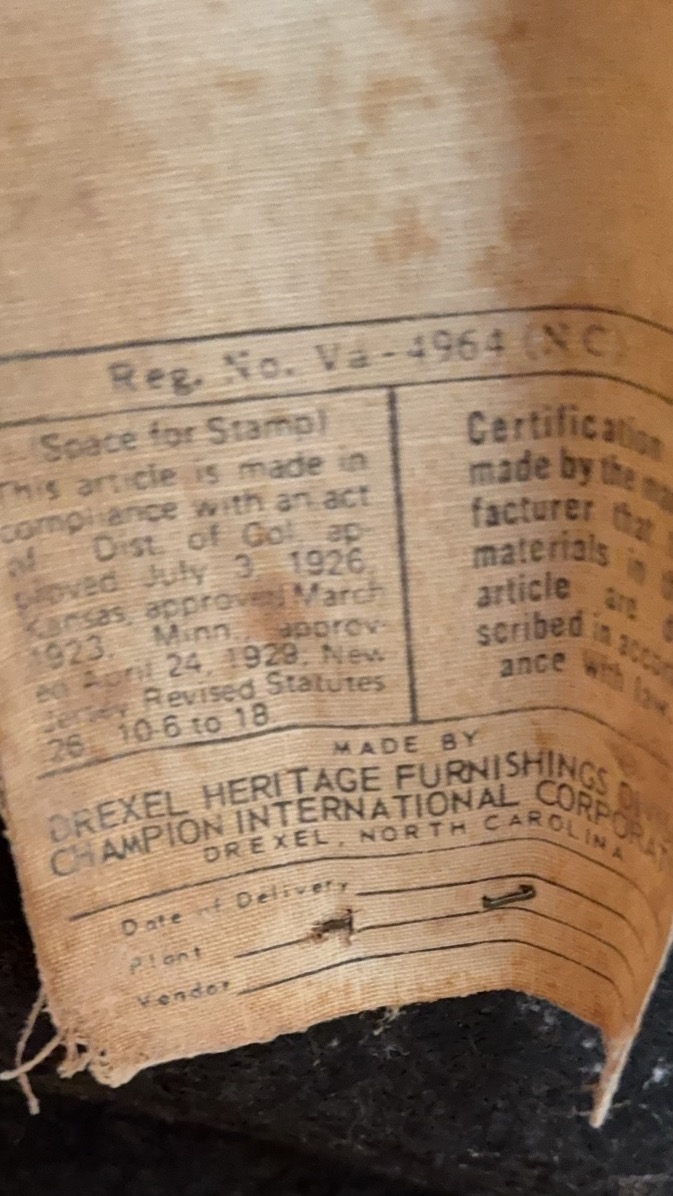 Reg. No. Va-4964 (NC)
(Space for Stamp)
This article is made in
compliance with an act
of Dist. of Col. ap-
proved July 3, 1926,
Kansas, approved March
1923, Minn., approv-
ed April 24, 1929, New
Jersey Revised Statutes
26, 10-6 to 18
Certification
made by the
facturer that
materials in
article are
scribed in
ance with law.
MADE BY
DREXEL HERITAGE FURNISHINGS
CHAMPION INTERNATIONAL CORPORAT
DREXEL, NORTH CAROLINA
Date of Delivery
Plant
Vendor